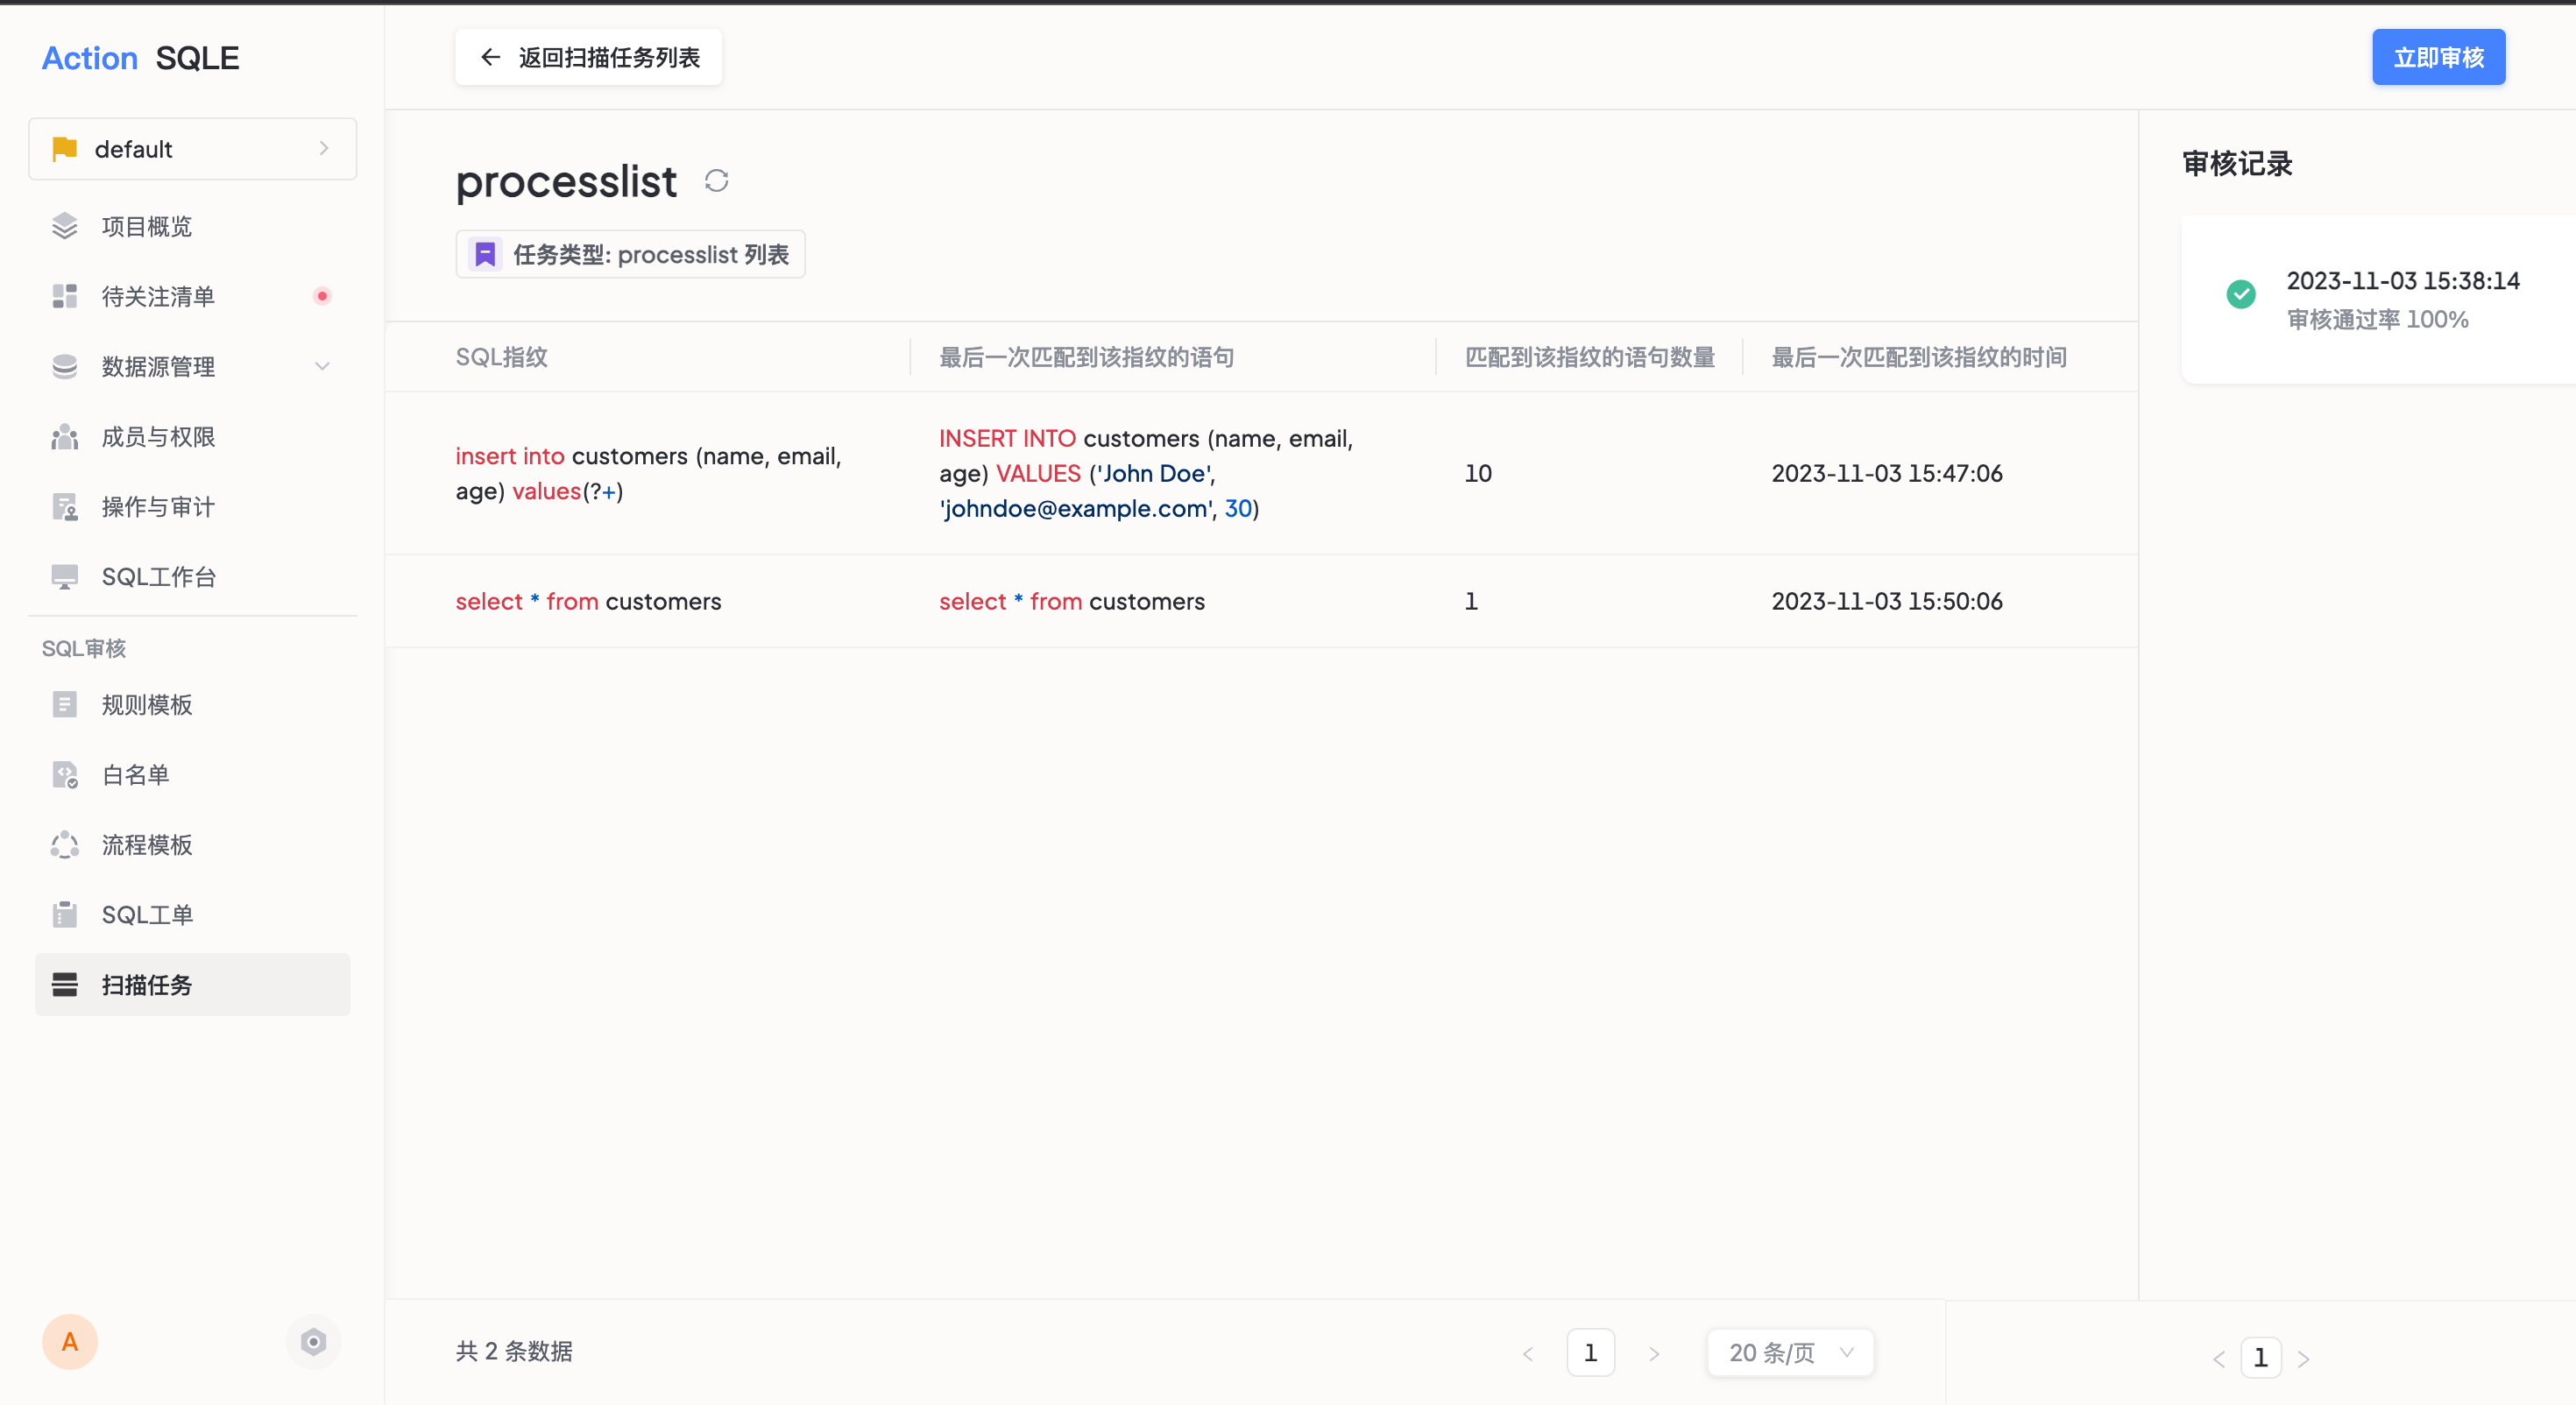 Action SQLE
default
项目概览
待关注清单
数据源管理
成员与权限
操作与审计
SQL工作台
SQL审核
规则模板
白名单
流程模板
SQL工单
扫描任务
A
返回扫描任务列表
立即审核
processlist
任务类型: processlist 列表
SQL指纹
最后一次匹配到该指纹的语句
匹配到该指纹的语句数量
最后一次匹配到该指纹的时间
insert into customers (name, email,
age) values(?+)
INSERT INTO customers (name, email,
age) VALUES ('John Doe',
'johndoe@example.com', 30)
10
2023-11-03 15:47:06
select * from customers
select * from customers
1
2023-11-03 15:50:06
共 2 条数据
1
20 条/页
审核记录
2023-11-03 15:38:14
审核通过率 100%
1